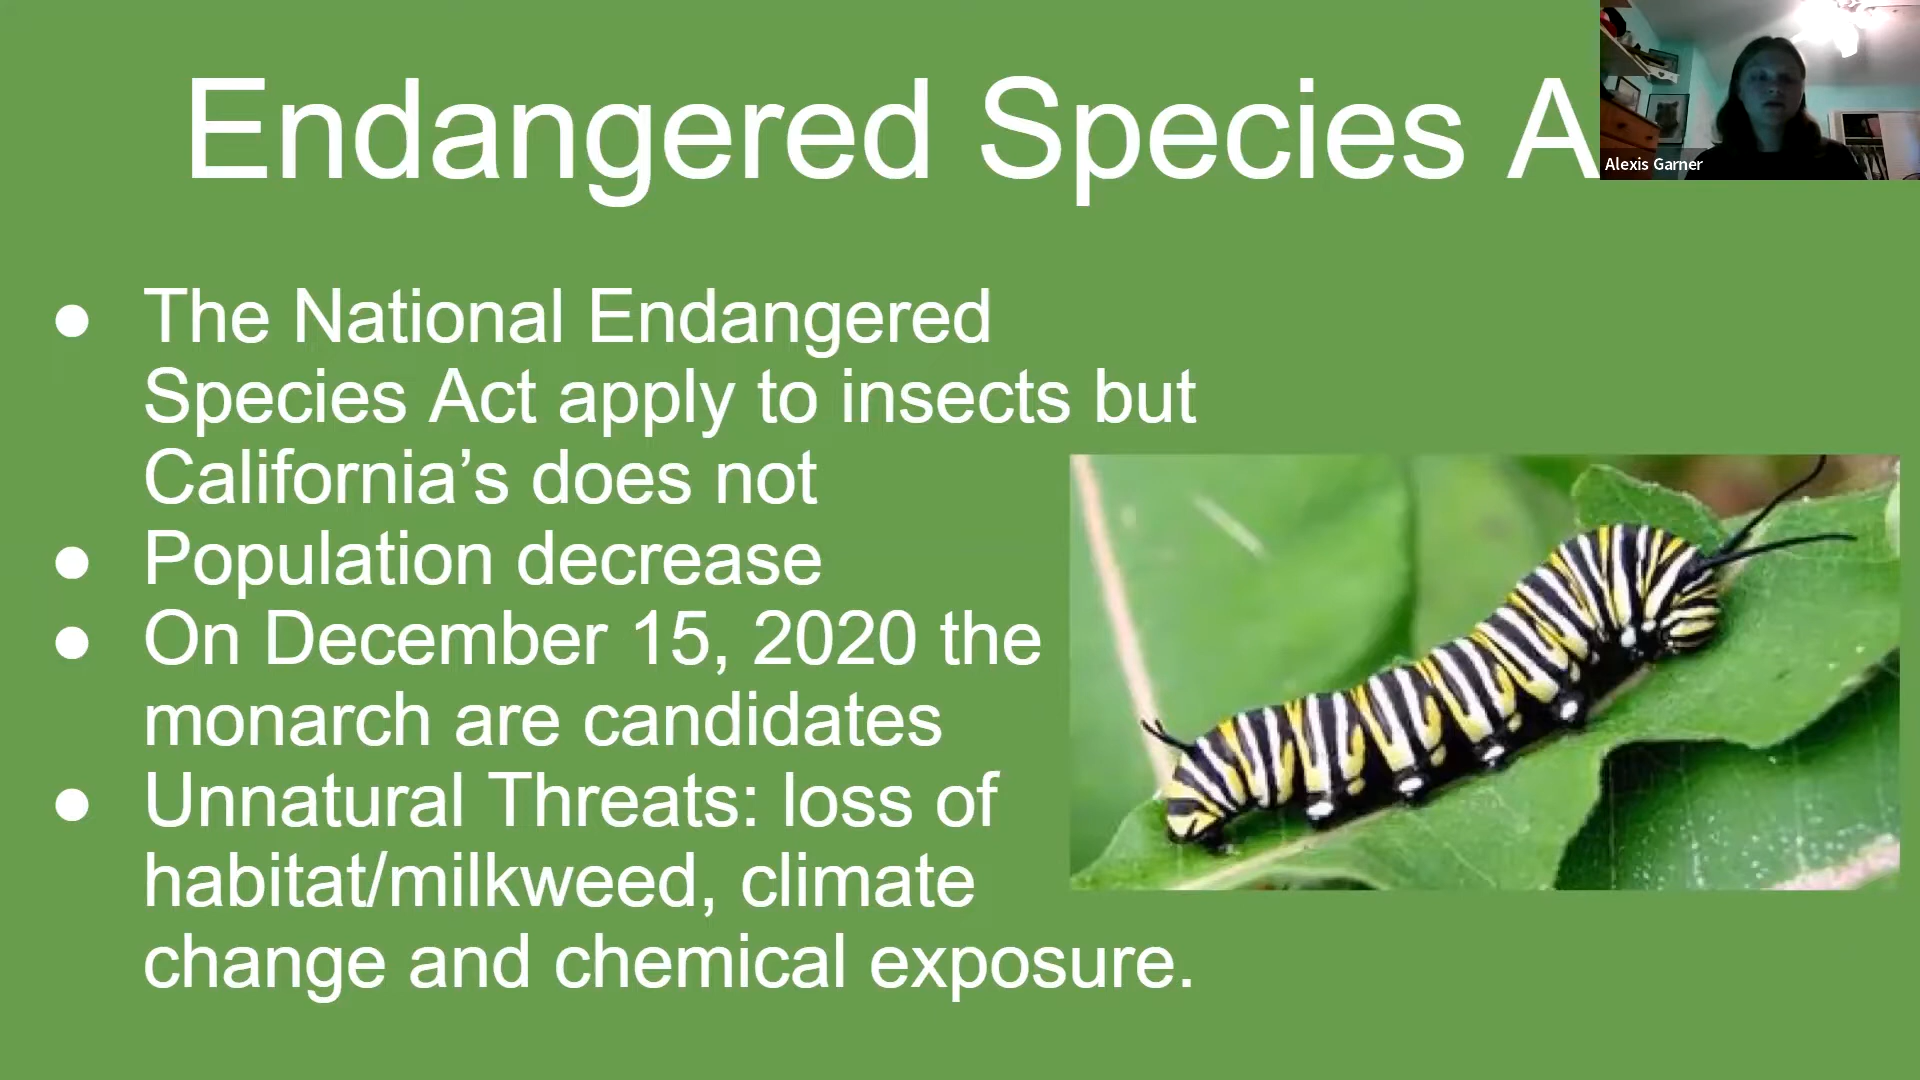 Endangered Species A
Alexis Garner
● The National Endangered
Species Act apply to insects but
California’s does not
● Population decrease
● On December 15, 2020 the
monarch are candidates
● Unnatural Threats: loss of
habitat/milkweed, climate
change and chemical exposure.